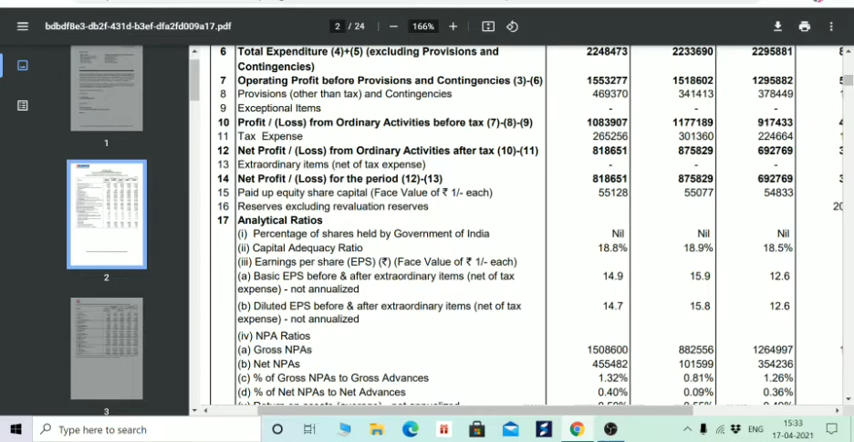 bdbdf8e3-db2f-431d-b3ef-dfa2fd009a17.pdf 2 / 24 — 166% +
6 Total Expenditure (4)+(5) (excluding Provisions and 2248473 2233690 2295881
Contingencies)
7 Operating Profit before Provisions and Contingencies (3)-(6) 1553277 1518602 1295882
8 Provisions (other than tax) and Contingencies 469370 341413 378449
9 Exceptional Items - - -
10 Profit / (Loss) from Ordinary Activities before tax (7)-(8)-(9) 1083907 1177189 917433
11 Tax Expense 265256 301360 224664
12 Net Profit / (Loss) from Ordinary Activities after tax (10)-(11) 818651 875829 692769
13 Extraordinary items (net of tax expense) - - -
14 Net Profit / (Loss) for the period (12)-(13) 818651 875829 692769
15 Paid up equity share capital (Face Value of ₹ 1/- each) 55128 55077 54833
16 Reserves excluding revaluation reserves 20
17 Analytical Ratios
(i) Percentage of shares held by Government of India Nil Nil Nil
(ii) Capital Adequacy Ratio 18.8% 18.9% 18.5%
(iii) Earnings per share (EPS) (₹) (Face Value of ₹ 1/- each)
(a) Basic EPS before & after extraordinary items (net of tax 14.9 15.9 12.6
expense) - not annualized
(b) Diluted EPS before & after extraordinary items (net of tax 14.7 15.8 12.6
expense) - not annualized
(iv) NPA Ratios
(a) Gross NPAs 1508600 882556 1264997
(b) Net NPAs 455482 101599 354236
(c) % of Gross NPAs to Gross Advances 1.32% 0.81% 1.26%
(d) % of Net NPAs to Net Advances 0.40% 0.09% 0.36%
1
2
3
Type here to search
ENG 15:33
17-04-2021